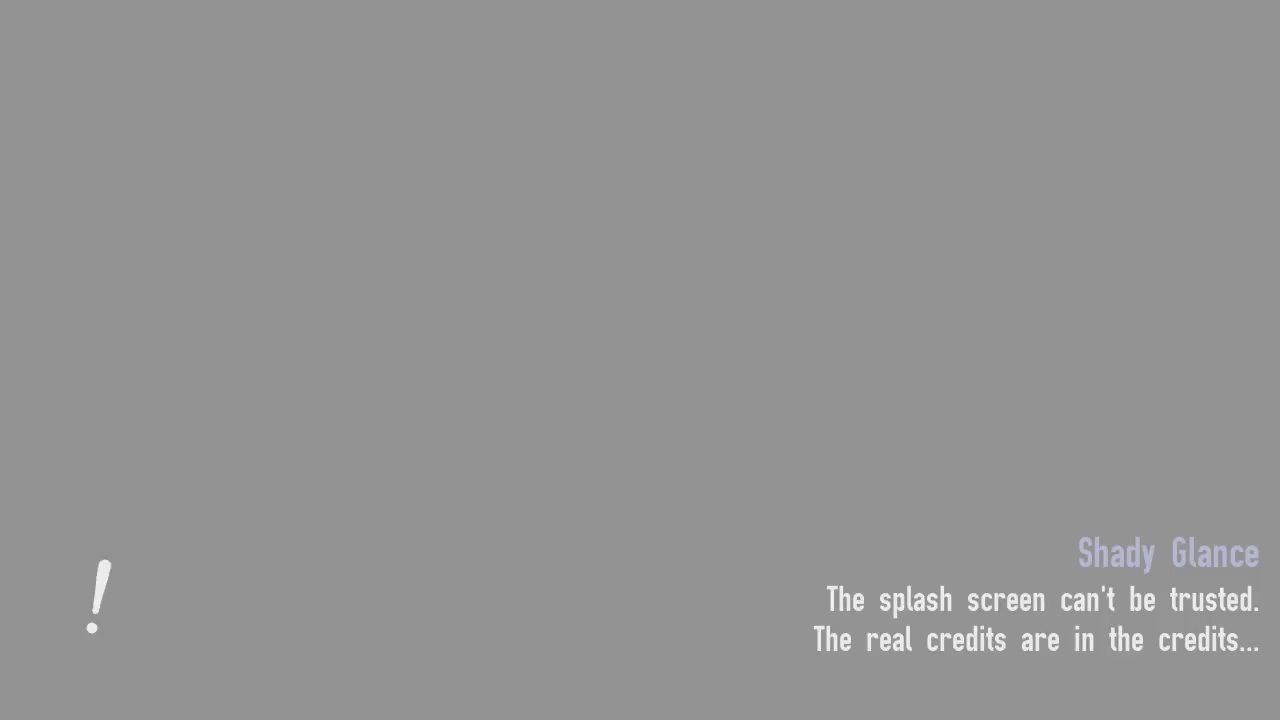 !
Shady Glance
The splash screen can't be trusted.
The real credits are in the credits...